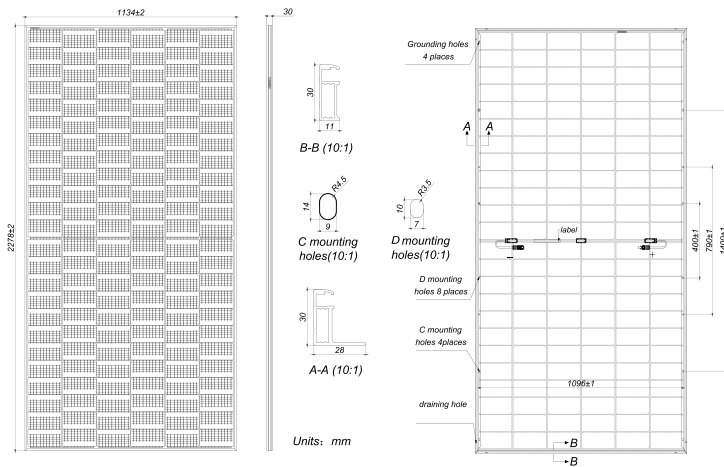 1134±2
30
2278±2
30
11
B-B (10:1)
R4.5
14
9
C mounting
holes(10:1)
R3.5
10
7
D mounting
holes(10:1)
30
28
A-A (10:1)
Units: mm
Grounding holes
4 places
A A
label
D mounting
holes 8 places
C mounting
holes 4places
draining hole
1096±1
400±1
790±1
1400±1
B
B